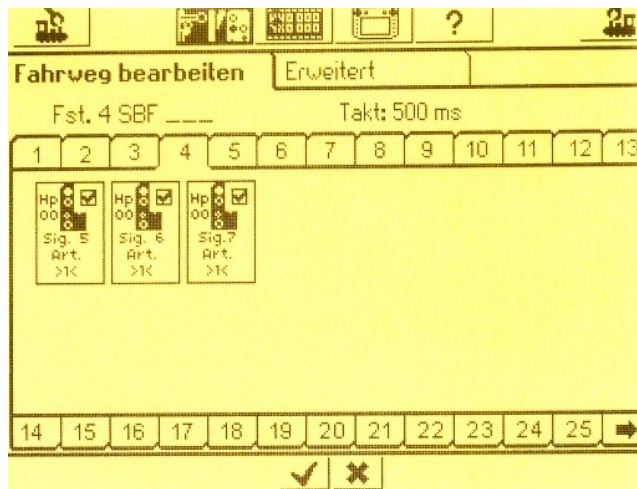 ?
Fahrweg bearbeiten Erweitert
Fst. 4 SBF _ _ _ Takt: 500 ms
1 2 3 4 5 6 7 8 9 10 11 12 13
Hp Hp Hp
00 00 00
Sig. 5 Sig. 6 Sig.7
Art. Art. Art.
>1< >1< >1<
14 15 16 17 18 19 20 21 22 23 24 25